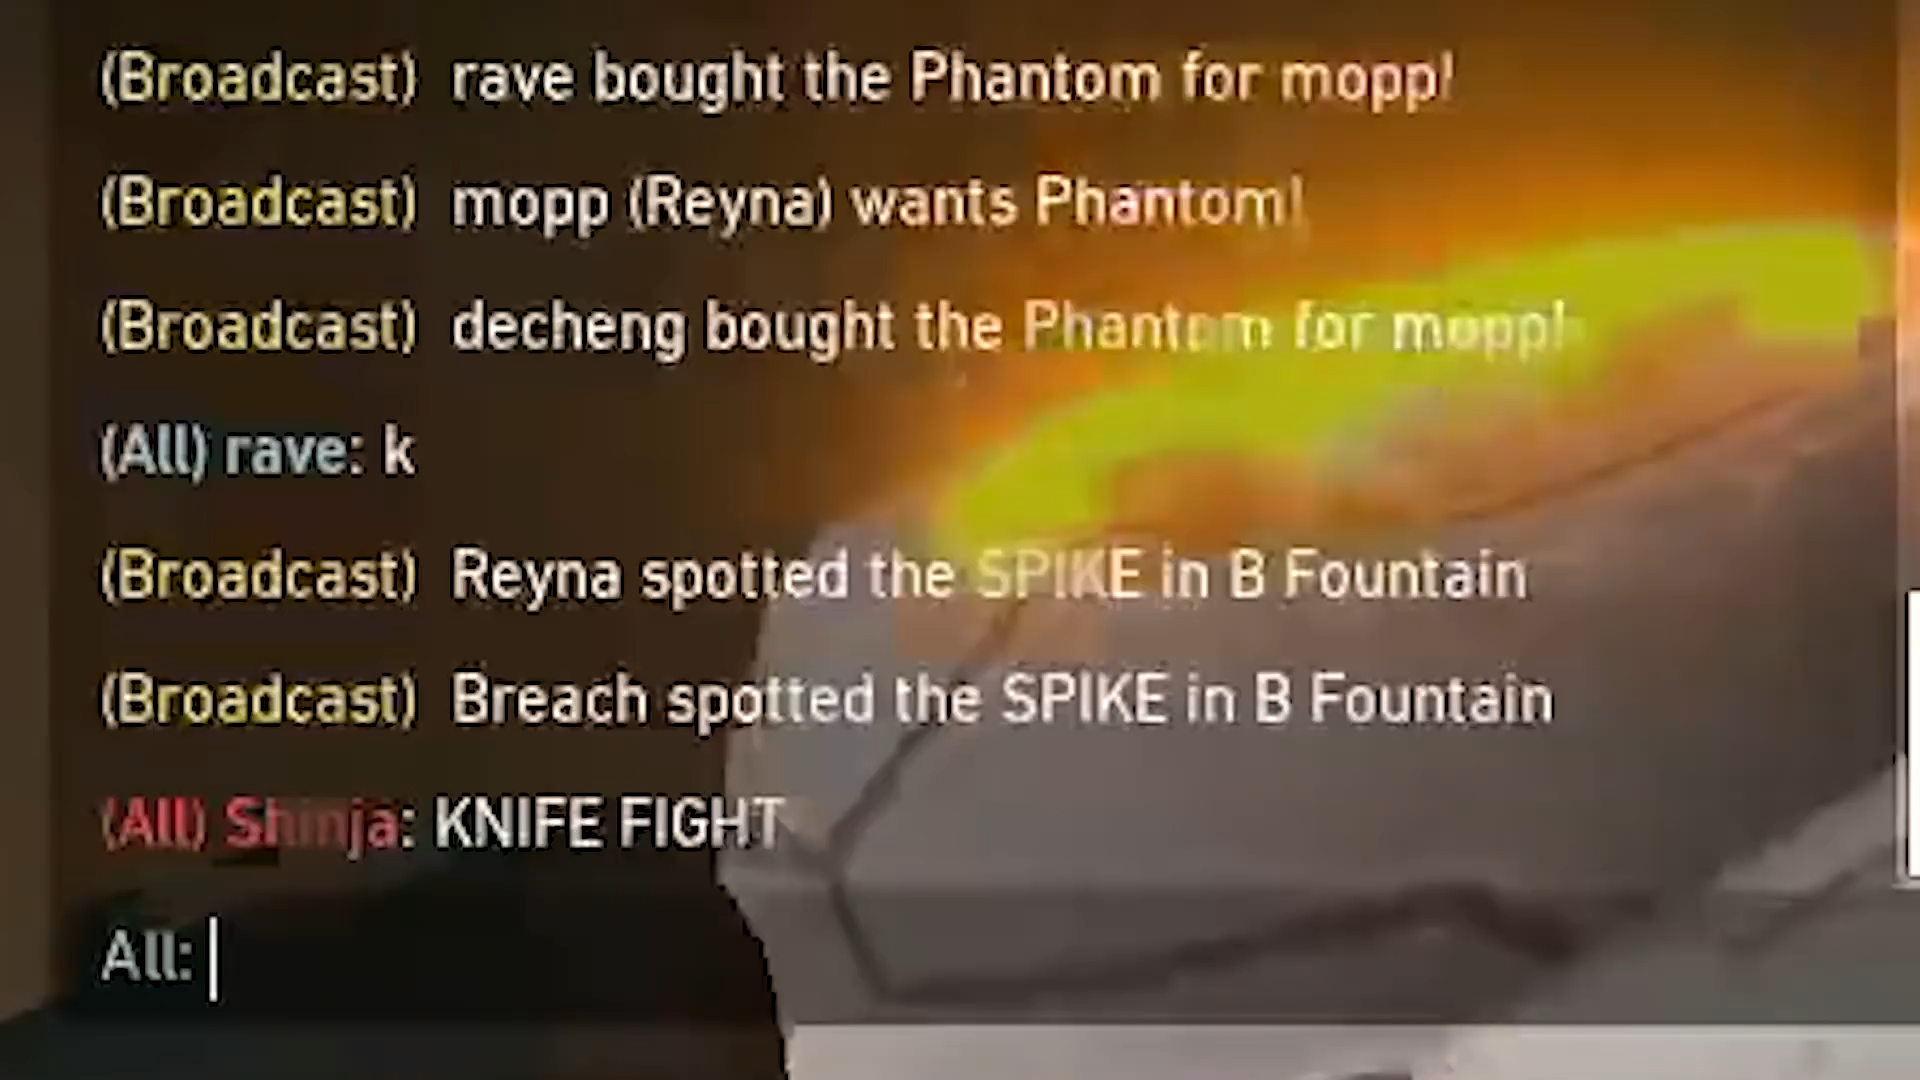 (Broadcast) rave bought the Phantom for mopp!
(Broadcast) mopp (Reyna) wants Phantom!
(Broadcast) decheng bought the Phantom for mopp!
(All) rave: k
(Broadcast) Reyna spotted the SPIKE in B Fountain
(Broadcast) Breach spotted the SPIKE in B Fountain
(All) Shinja: KNIFE FIGHT
All: